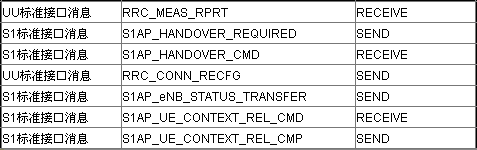 UU标准接口消息 RRC_MEAS_RPRT RECEIVE
S1标准接口消息 S1AP_HANDOVER_REQUIRED SEND
S1标准接口消息 S1AP_HANDOVER_CMD RECEIVE
UU标准接口消息 RRC_CONN_RECFG SEND
S1标准接口消息 S1AP_eNB_STATUS_TRANSFER SEND
S1标准接口消息 S1AP_UE_CONTEXT_REL_CMD RECEIVE
S1标准接口消息 S1AP_UE_CONTEXT_REL_CMP SEND